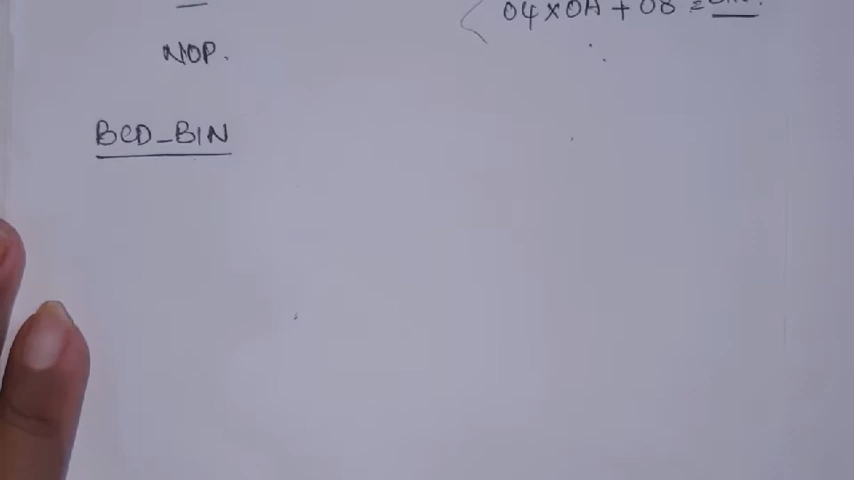 04 x 0A + 08 =
NOP.
BCD_BIN